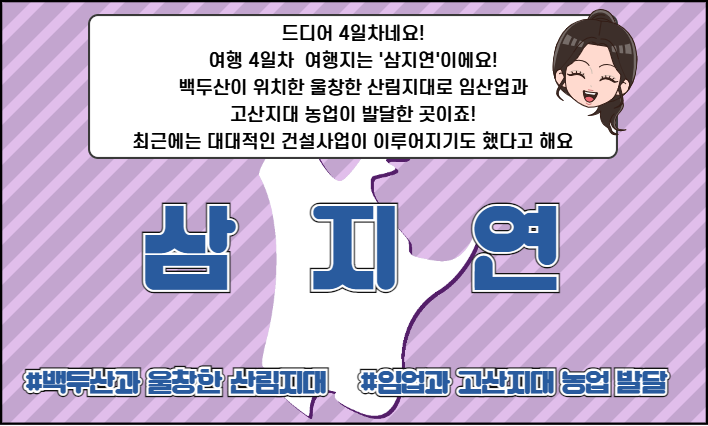 드디어 4일차네요!
여행 4일차 여행지는 '삼지연'이에요!
백두산이 위치한 울창한 산림지대로 임산업과
고산지대 농업이 발달한 곳이죠!
최근에는 대대적인 건설사업이 이루어지기도 했다고 해요
삼 지 연
#백두산과 울창한 산림지대 #임업과 고산지대 농업 발달